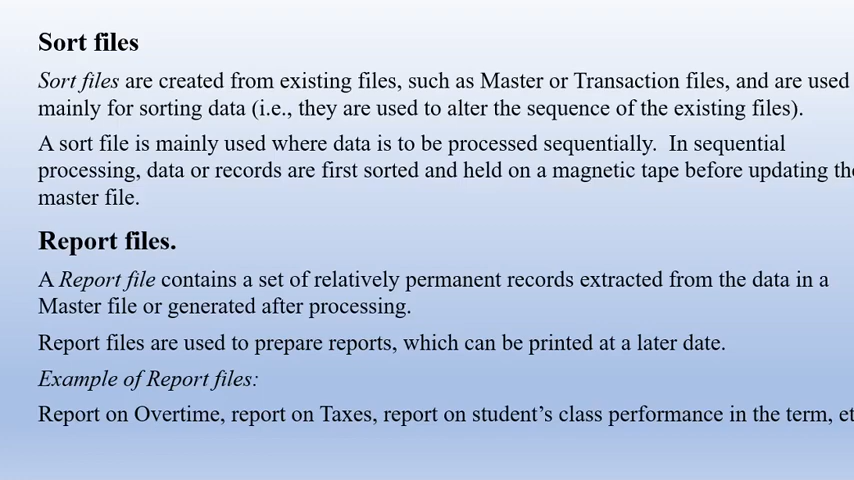 Sort files
Sort files are created from existing files, such as Master or Transaction files, and are used
mainly for sorting data (i.e., they are used to alter the sequence of the existing files).
A sort file is mainly used where data is to be processed sequentially.  In sequential
processing, data or records are first sorted and held on a magnetic tape before updating the
master file.
Report files.
A Report file contains a set of relatively permanent records extracted from the data in a
Master file or generated after processing.
Report files are used to prepare reports, which can be printed at a later date.
Example of Report files:
Report on Overtime, report on Taxes, report on student’s class performance in the term, et